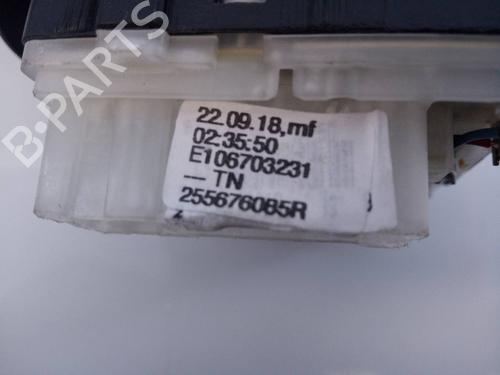 B-PARTS
22.09.18,mf
02:35:50
E106703231
--- TN
255676085R